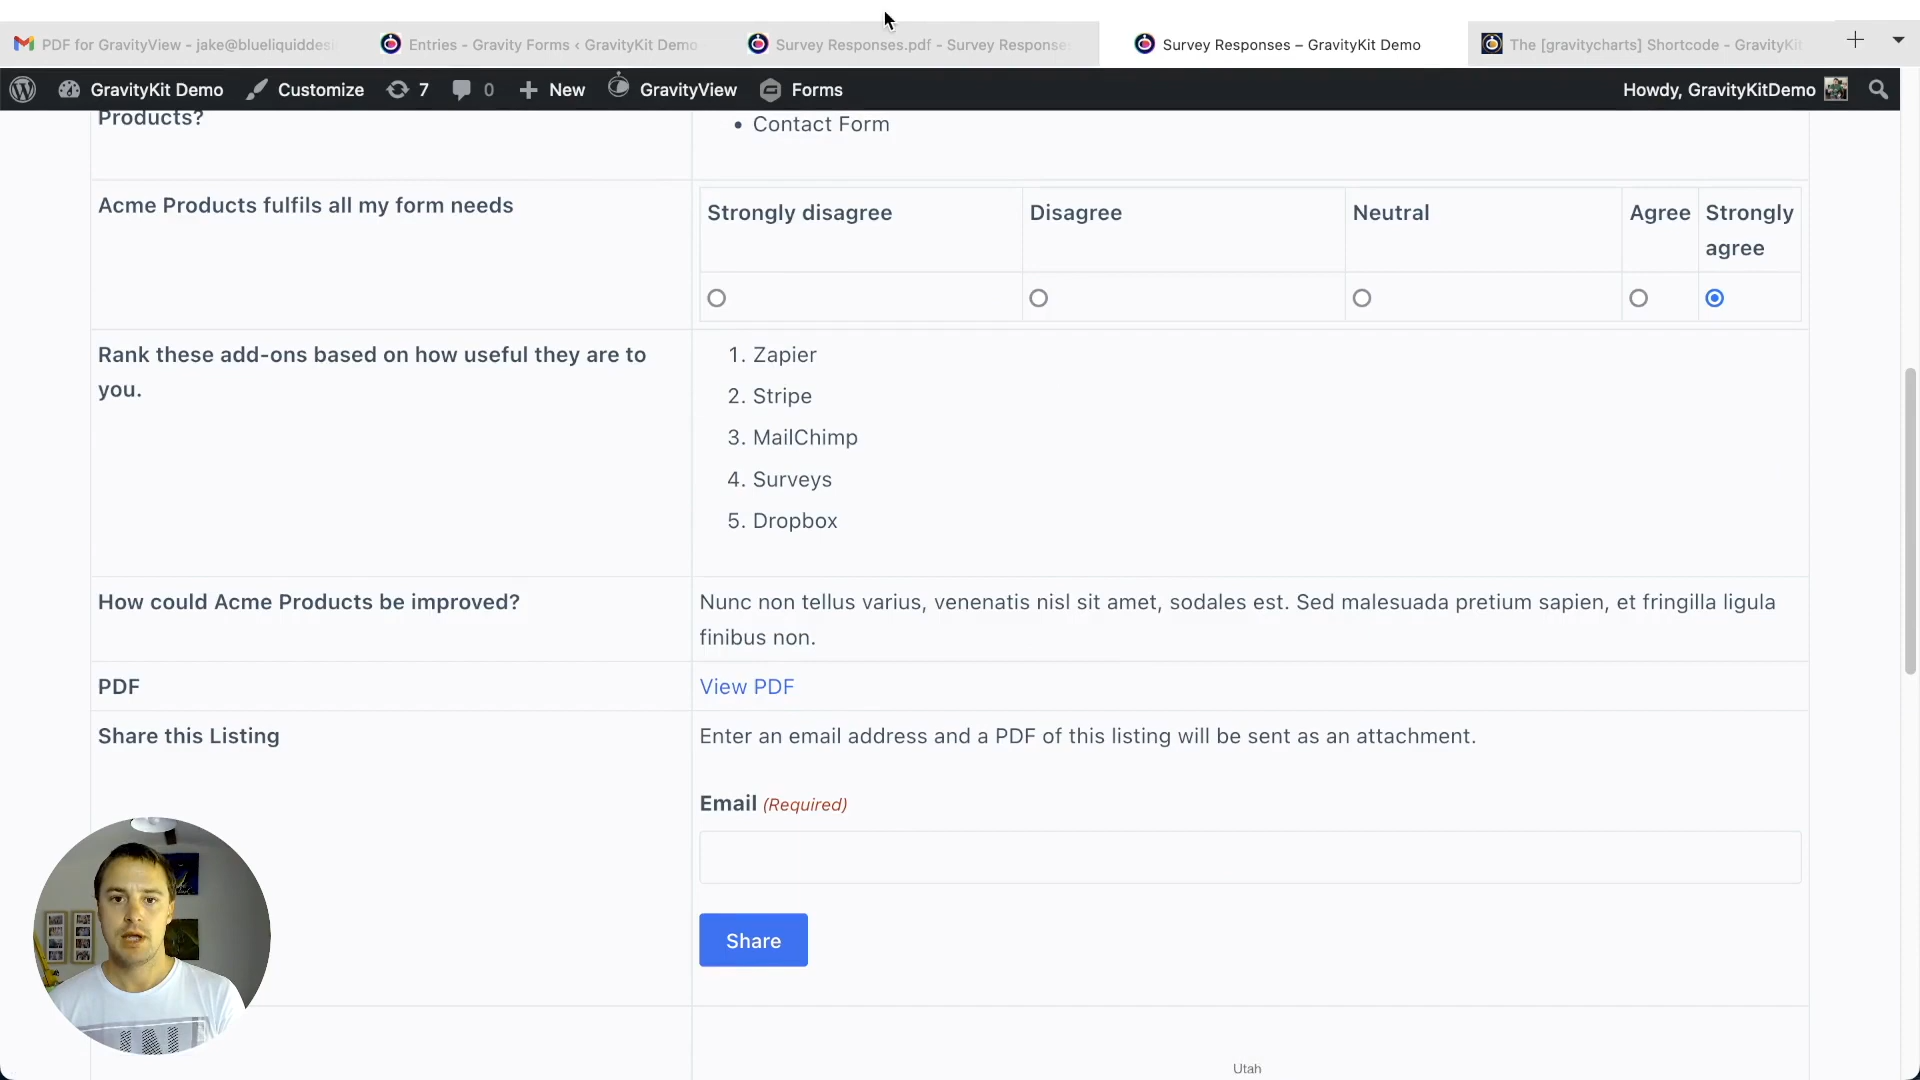 PDF for GravityView - jake@blueliquiddesi
Entries - Gravity Forms ‹ GravityKit Demo
Survey Responses.pdf - Survey Responses
Survey Responses – GravityKit Demo
The [gravitycharts] Shortcode - GravityKit
GravityKit Demo
Customize
7
0
New
GravityView
Forms
Howdy, GravityKitDemo
Products?
• Contact Form
Acme Products fulfils all my form needs
Strongly disagree
Disagree
Neutral
Agree
Strongly
agree
Rank these add-ons based on how useful they are to
you.
1. Zapier
2. Stripe
3. MailChimp
4. Surveys
5. Dropbox
How could Acme Products be improved?
Nunc non tellus varius, venenatis nisl sit amet, sodales est. Sed malesuada pretium sapien, et fringilla ligula
finibus non.
PDF
View PDF
Share this Listing
Enter an email address and a PDF of this listing will be sent as an attachment.
Email (Required)
Share
Utah